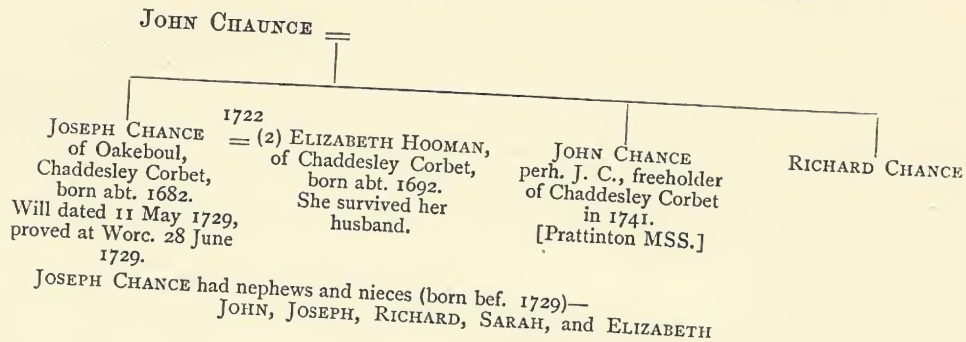 JOHN CHAUNCE =
1722
JOSEPH CHANCE
of Oakeboul,
Chaddesley Corbet,
born abt. 1682.
Will dated 11 May 1729,
proved at Worc. 28 June
1729.
= (2) ELIZABETH HOOMAN,
of Chaddesley Corbet,
born abt. 1692.
She survived her
husband.
JOHN CHANCE
perh. J. C., freeholder
of Chaddesley Corbet
in 1741.
[Prattinton MSS.]
RICHARD CHANCE
JOSEPH CHANCE had nephews and nieces (born bef. 1729)—
JOHN, JOSEPH, RICHARD, SARAH, and ELIZABETH